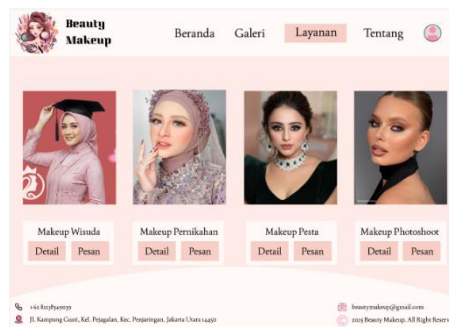 Beauty
Makeup
Beranda Galeri Layanan Tentang
Makeup Wisuda Makeup Pernikahan Makeup Pesta Makeup Photoshoot
Detail Pesan Detail Pesan Detail Pesan Detail Pesan
beautymakeup@gmail.com
Jl. Kampung Gusti, Kel. Pejagalan, Kec. Penjaringan, Jakarta Utara 14450
2025 Beauty Makeup. All Right Reserv